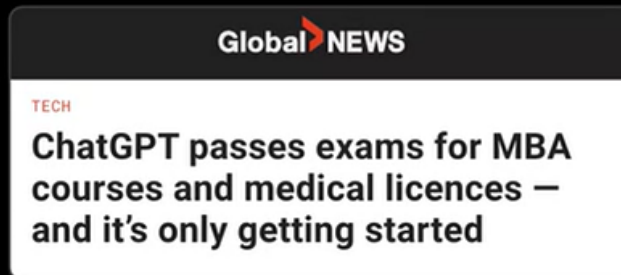 Global NEWS
TECH
ChatGPT passes exams for MBA
courses and medical licences —
and it's only getting started